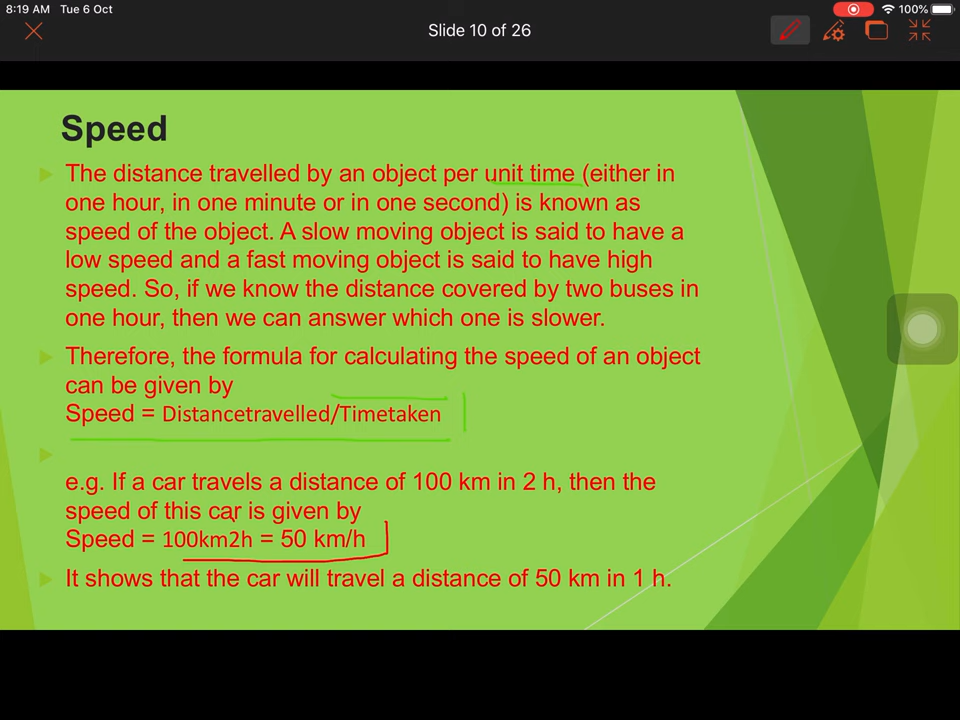 8:19 AM Tue 6 Oct
100%
Slide 10 of 26
Speed
The distance travelled by an object per unit time (either in
one hour, in one minute or in one second) is known as
speed of the object. A slow moving object is said to have a
low speed and a fast moving object is said to have high
speed. So, if we know the distance covered by two buses in
one hour, then we can answer which one is slower.
Therefore, the formula for calculating the speed of an object
can be given by
Speed = Distancetravelled/Timetaken
e.g. If a car travels a distance of 100 km in 2 h, then the
speed of this car is given by
Speed = 100km2h = 50 km/h
It shows that the car will travel a distance of 50 km in 1 h.